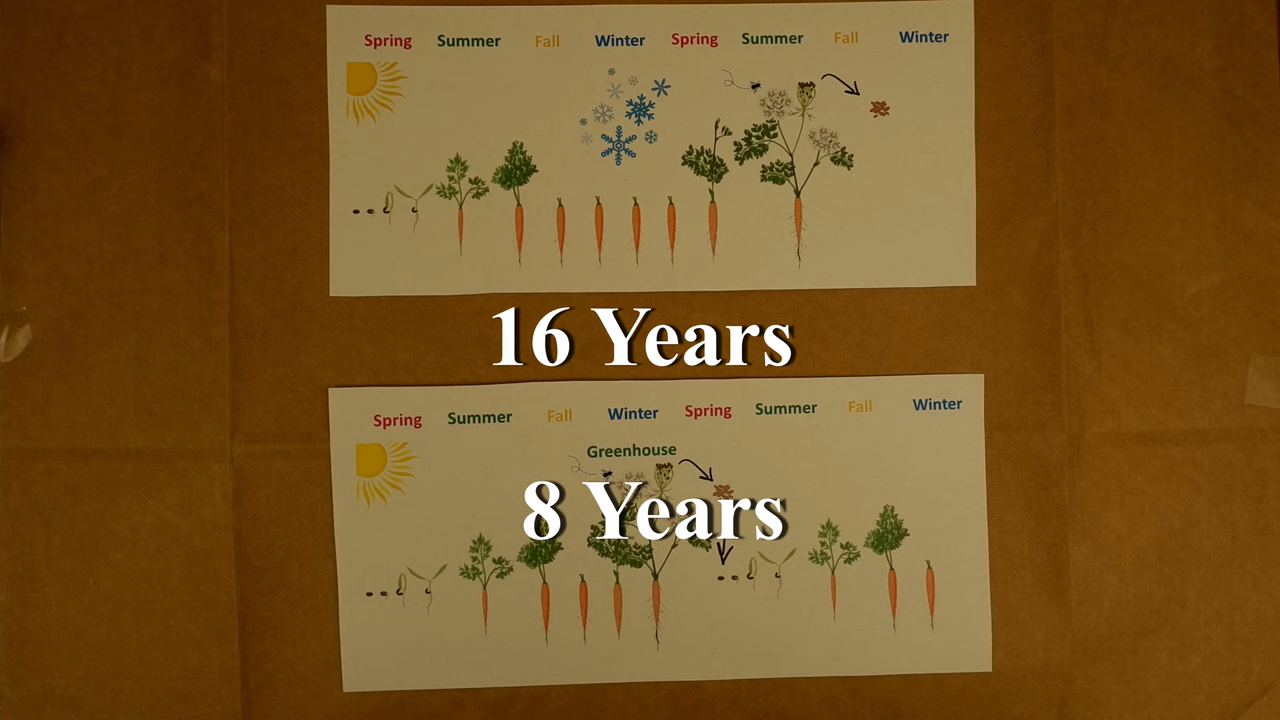 Spring Summer Fall Winter Spring Summer Fall Winter
16 Years
Spring Summer Fall Winter Spring Summer Fall Winter
Greenhouse
8 Years